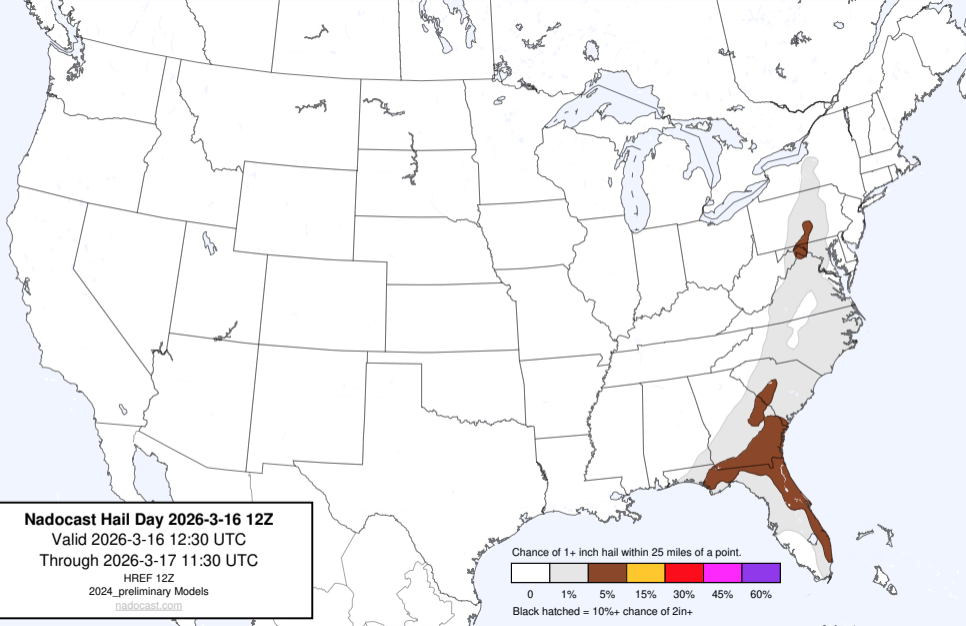 Nadocast Hail Day 2026-3-16 12Z
Valid 2026-3-16 12:30 UTC
Through 2026-3-17 11:30 UTC
HREF 12Z
2024_preliminary Models
nadocast.com
Chance of 1+ inch hail within 25 miles of a point.
0 1% 5% 15% 30% 45% 60%
Black hatched = 10%+ chance of 2in+